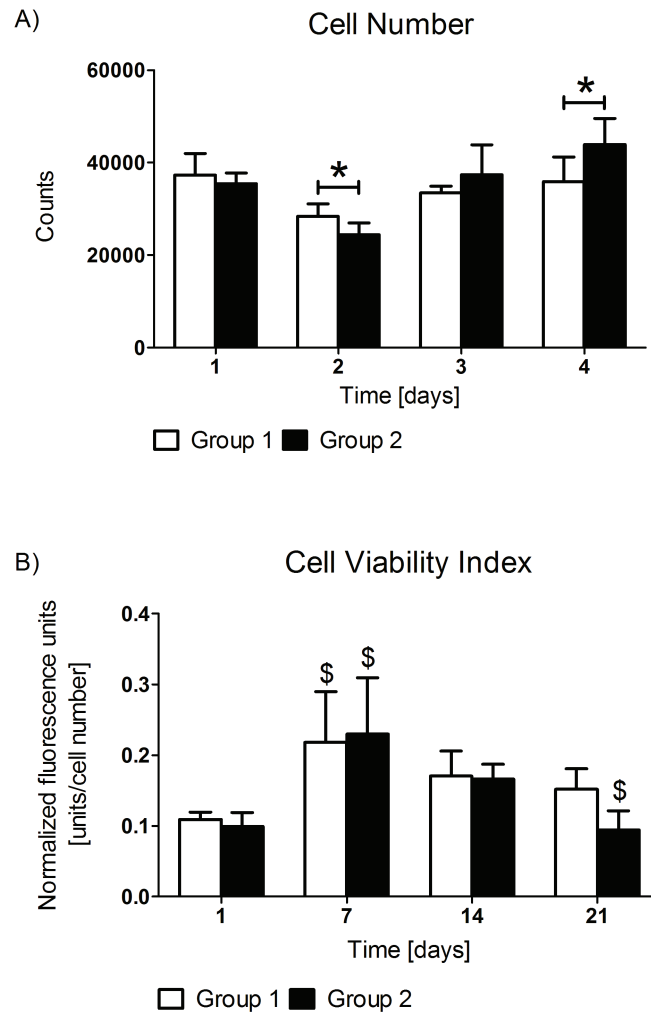 A)
Cell Number
60000
40000
20000
0
Counts
*
*
1 2 3 4
Time [days]
Group 1 Group 2
B)
Cell Viability Index
0.4
0.3
0.2
0.1
0.0
Normalized fluorescence units
[units/cell number]
$ $
$
1 7 14 21
Time [days]
Group 1 Group 2